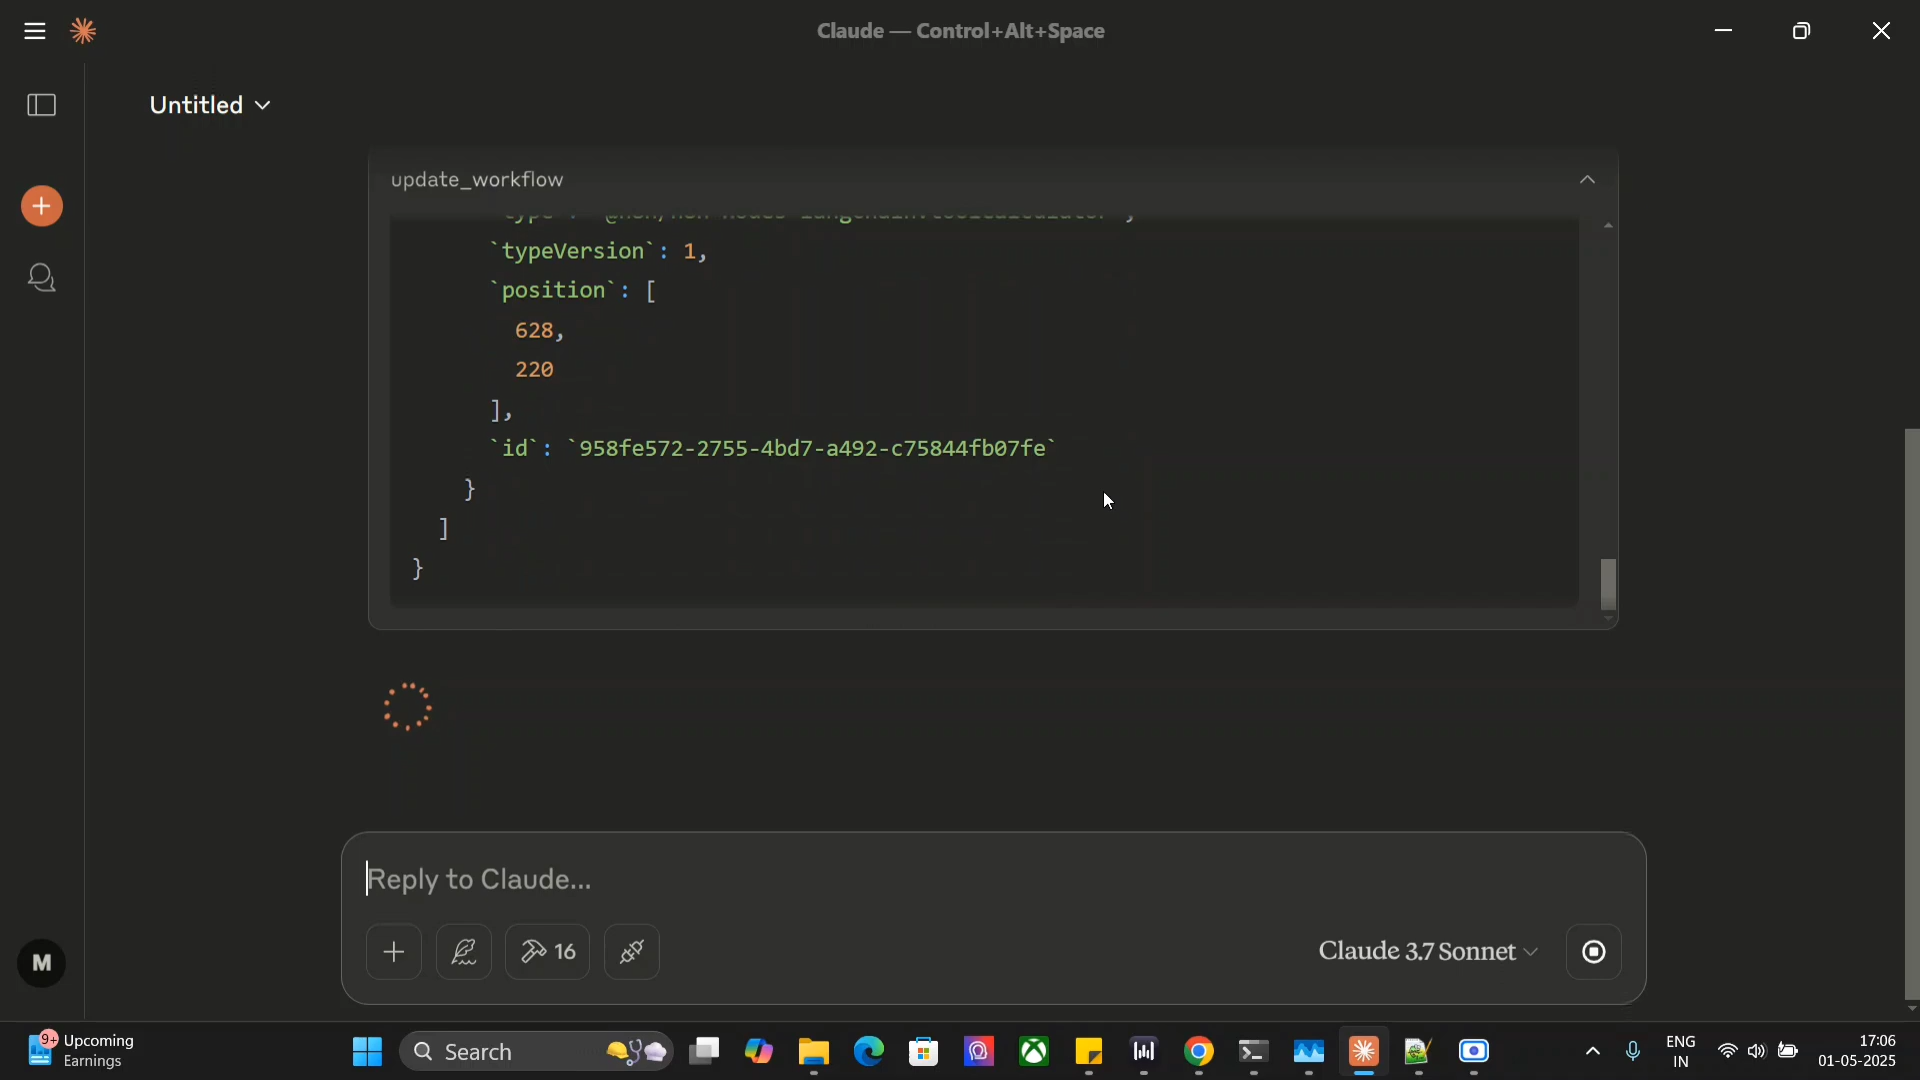 Claude — Control+Alt+Space
Untitled
update_workflow
`typeVersion`: 1,
`position`: [
628,
220
],
`id`: `958fe572-2755-4bd7-a492-c75844fb07fe`
}
]
}
Reply to Claude...
16
Claude 3.7 Sonnet
M
9+
Upcoming
Earnings
Search
ENG
IN
17:06
01-05-2025